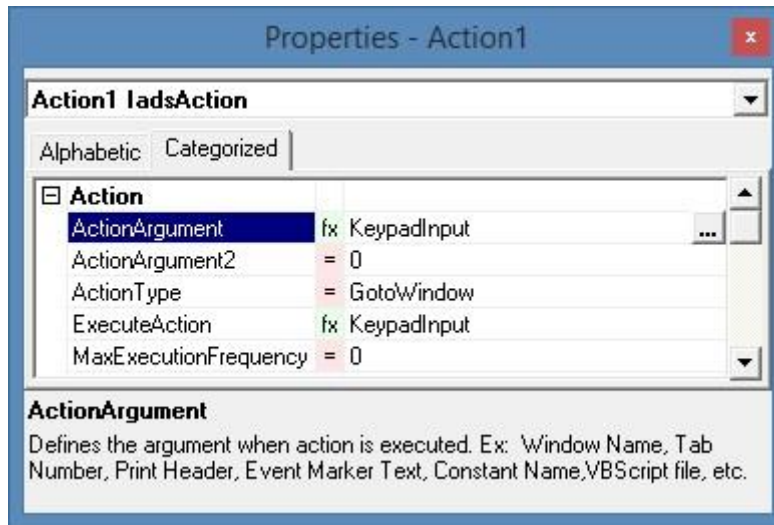 Properties - Action1
x
Action1 IadsAction
Alphabetic Categorized
Action
ActionArgument fx KeypadInput ...
ActionArgument2 = 0
ActionType = GotoWindow
ExecuteAction fx KeypadInput
MaxExecutionFrequency = 0
ActionArgument
Defines the argument when action is executed. Ex: Window Name, Tab
Number, Print Header, Event Marker Text, Constant Name,VBScript file, etc.